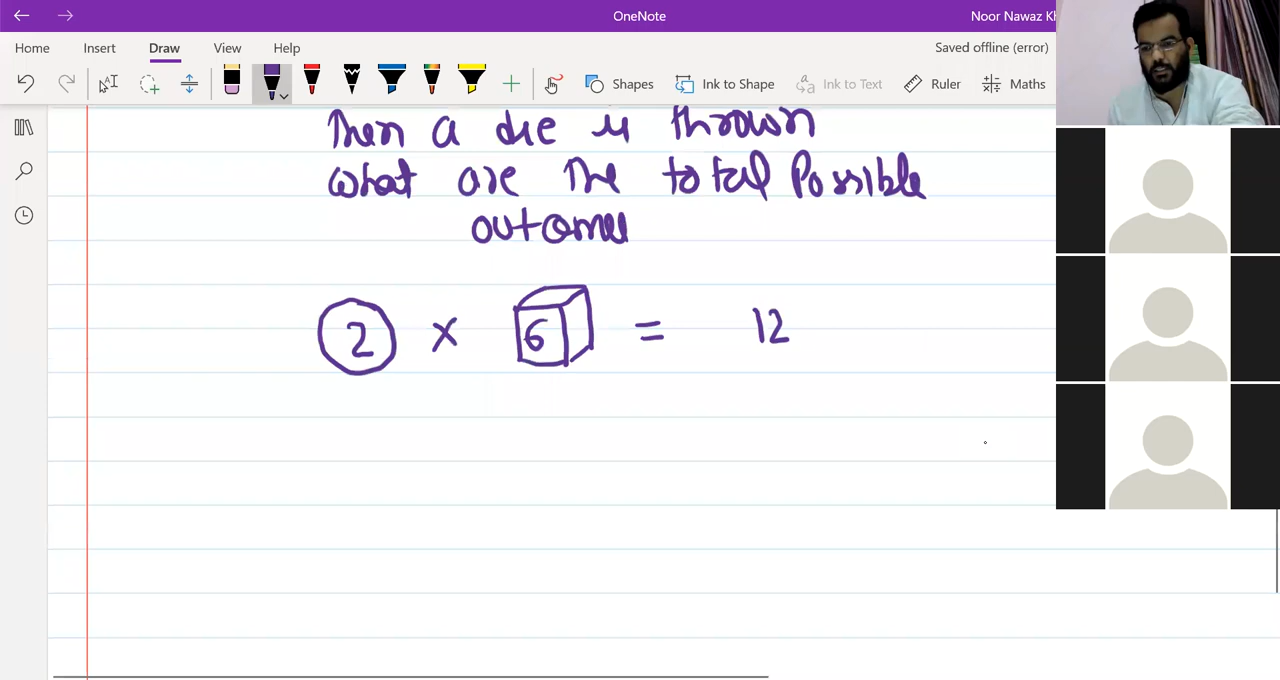 OneNote
Noor Nawaz Kh
Home Insert Draw View Help
Saved offline (error)
Shapes Ink to Shape Ink to Text Ruler Maths
Then a die is thrown
what are the total Possible
outcomes
2 × 6 = 12